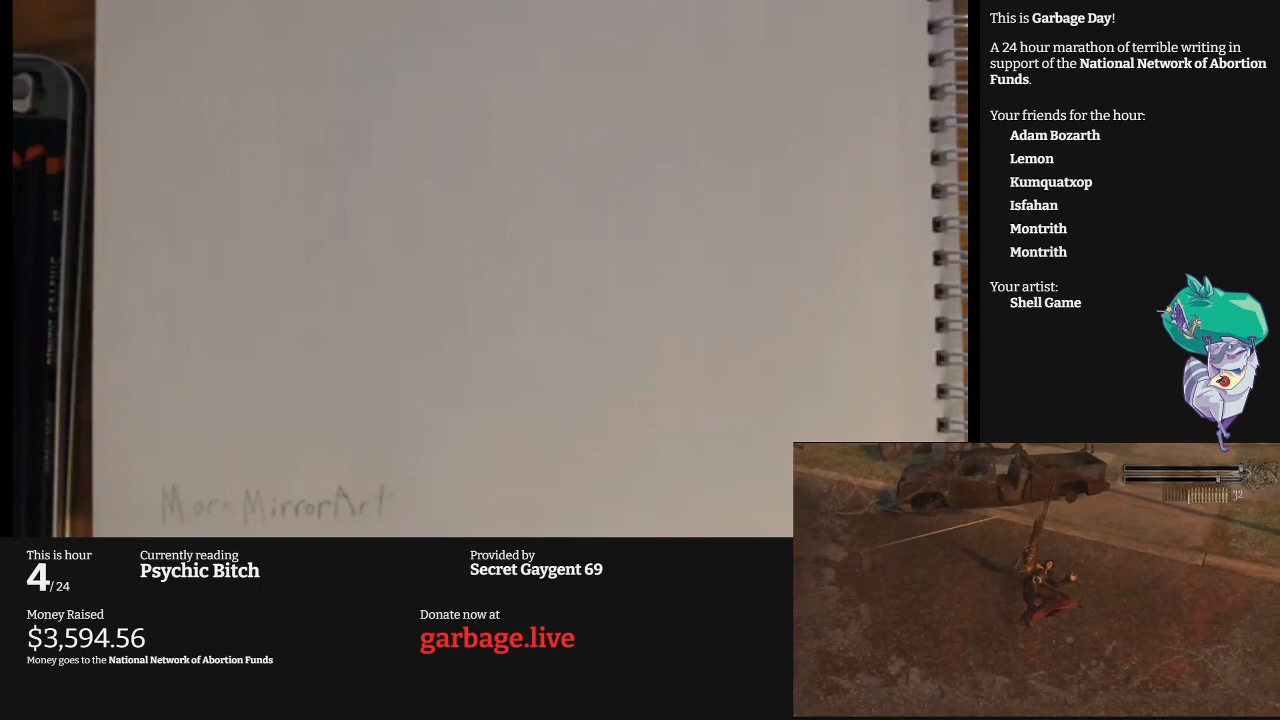 This is Garbage Day!
A 24 hour marathon of terrible writing in
support of the National Network of Abortion
Funds.
Your friends for the hour:
Adam Bozarth
Lemon
Kumquatxop
Isfahan
Montrith
Montrith
Your artist:
Shell Game
MoreMirrorArt
32
This is hour
4/24
Currently reading
Psychic Bitch
Provided by
Secret Gaygent 69
Money Raised
$3,594.56
Money goes to the National Network of Abortion Funds
Donate now at
garbage.live